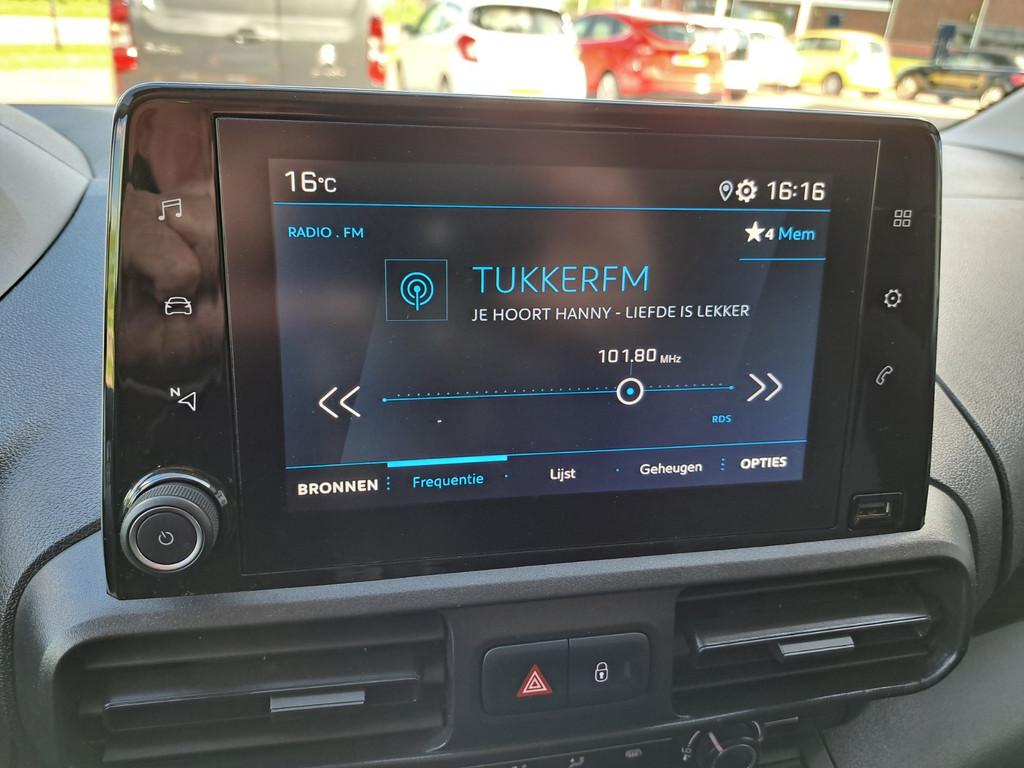 16°C
16:16
RADIO . FM
4 Mem
TUKKERFM
JE HOORT HANNY - LIEFDE IS LEKKER
101.80 MHz
RDS
BRONNEN
Frequentie
Lijst
Geheugen
OPTIES
N